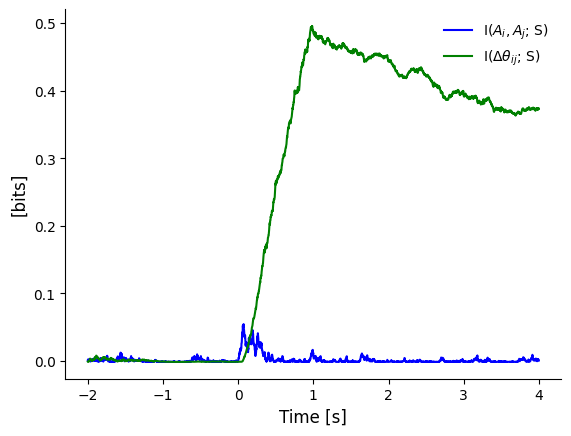 I(A_i, A_j; S)
I(Δθ_ij; S)
0.5
0.4
0.3
0.2
0.1
0.0
[bits]
−2 −1 0 1 2 3 4
Time [s]